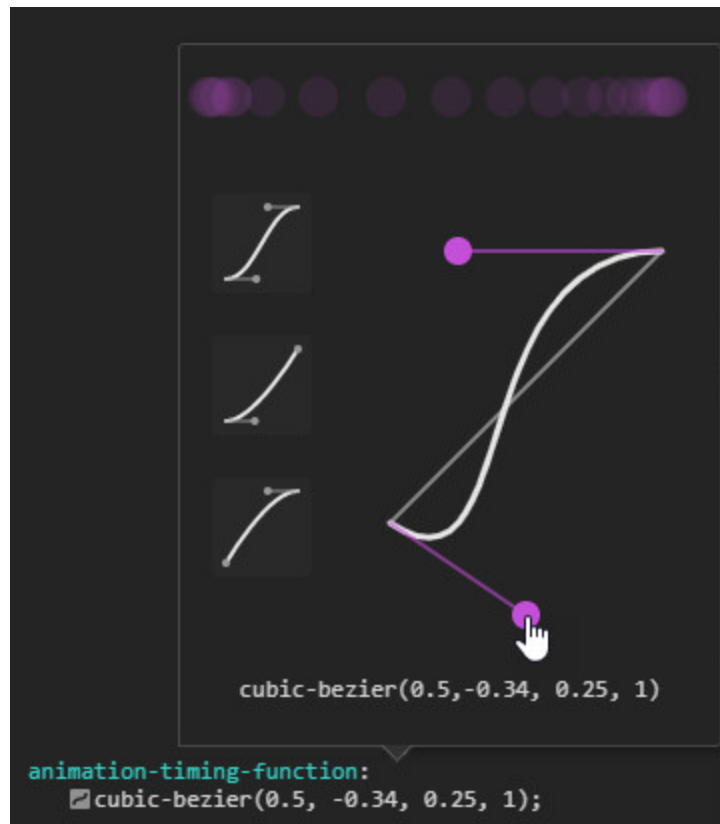 cubic-bezier(0.5,-0.34, 0.25, 1)
animation-timing-function:
cubic-bezier(0.5, -0.34, 0.25, 1);